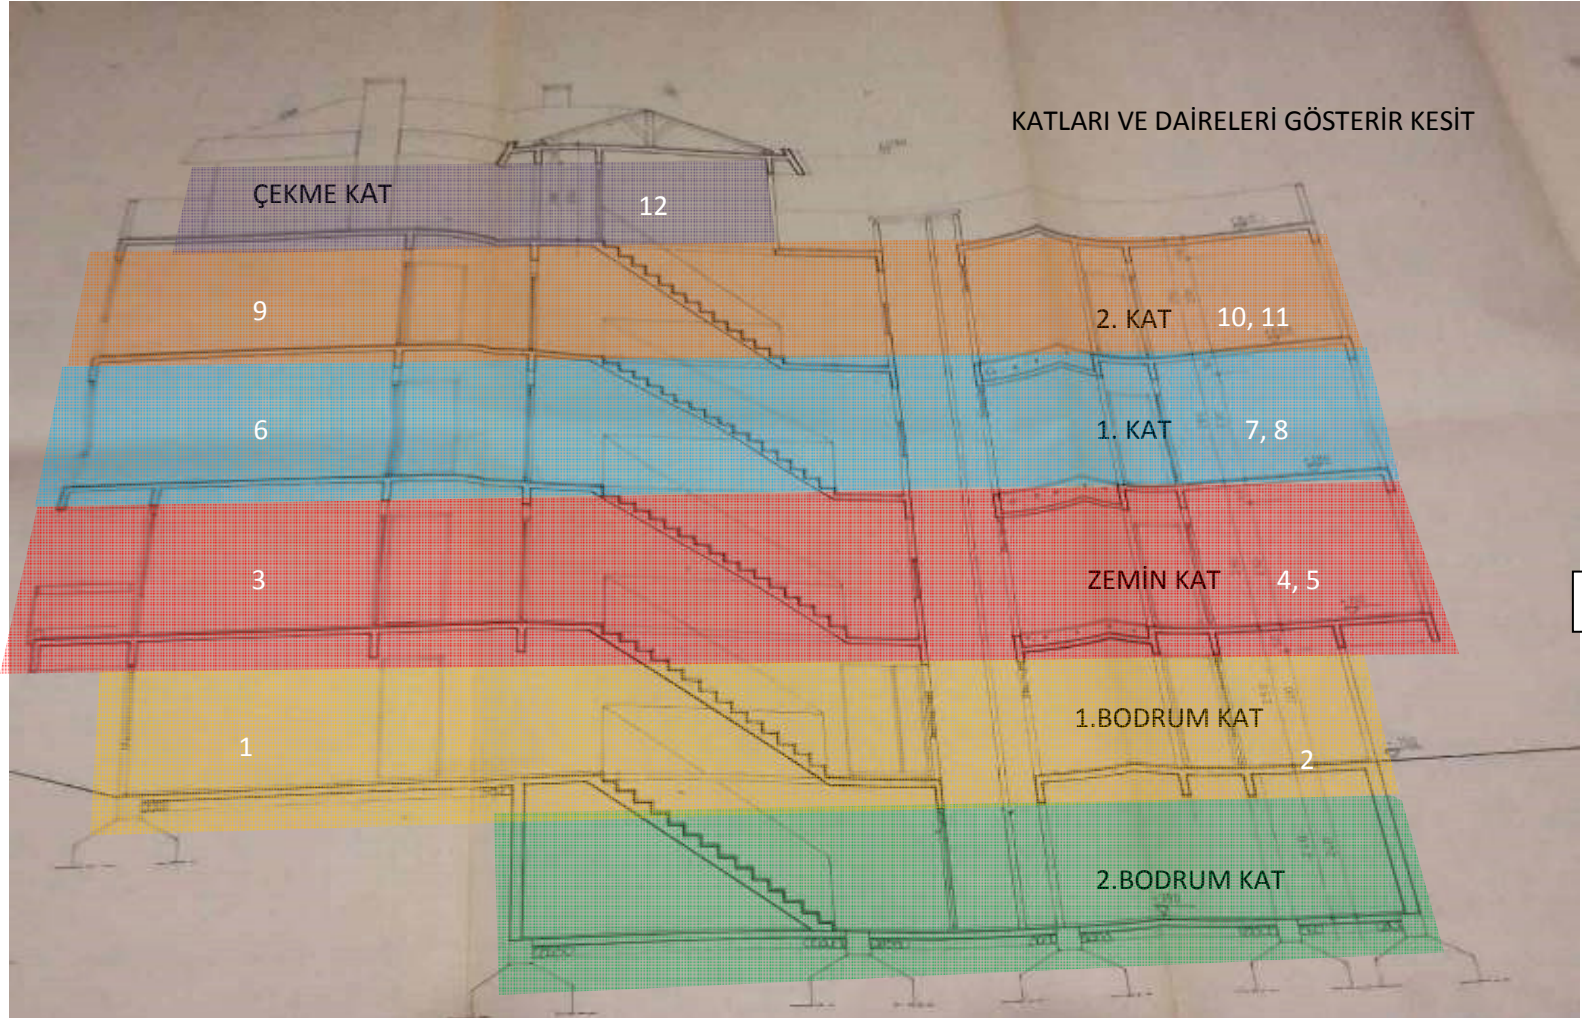 KATLARI VE DAİRELERİ GÖSTERİR KESİT
ÇEKME KAT
12
9
2. KAT 10, 11
6
1. KAT 7, 8
3
ZEMİN KAT 4, 5
1.BODRUM KAT
1
2
2.BODRUM KAT